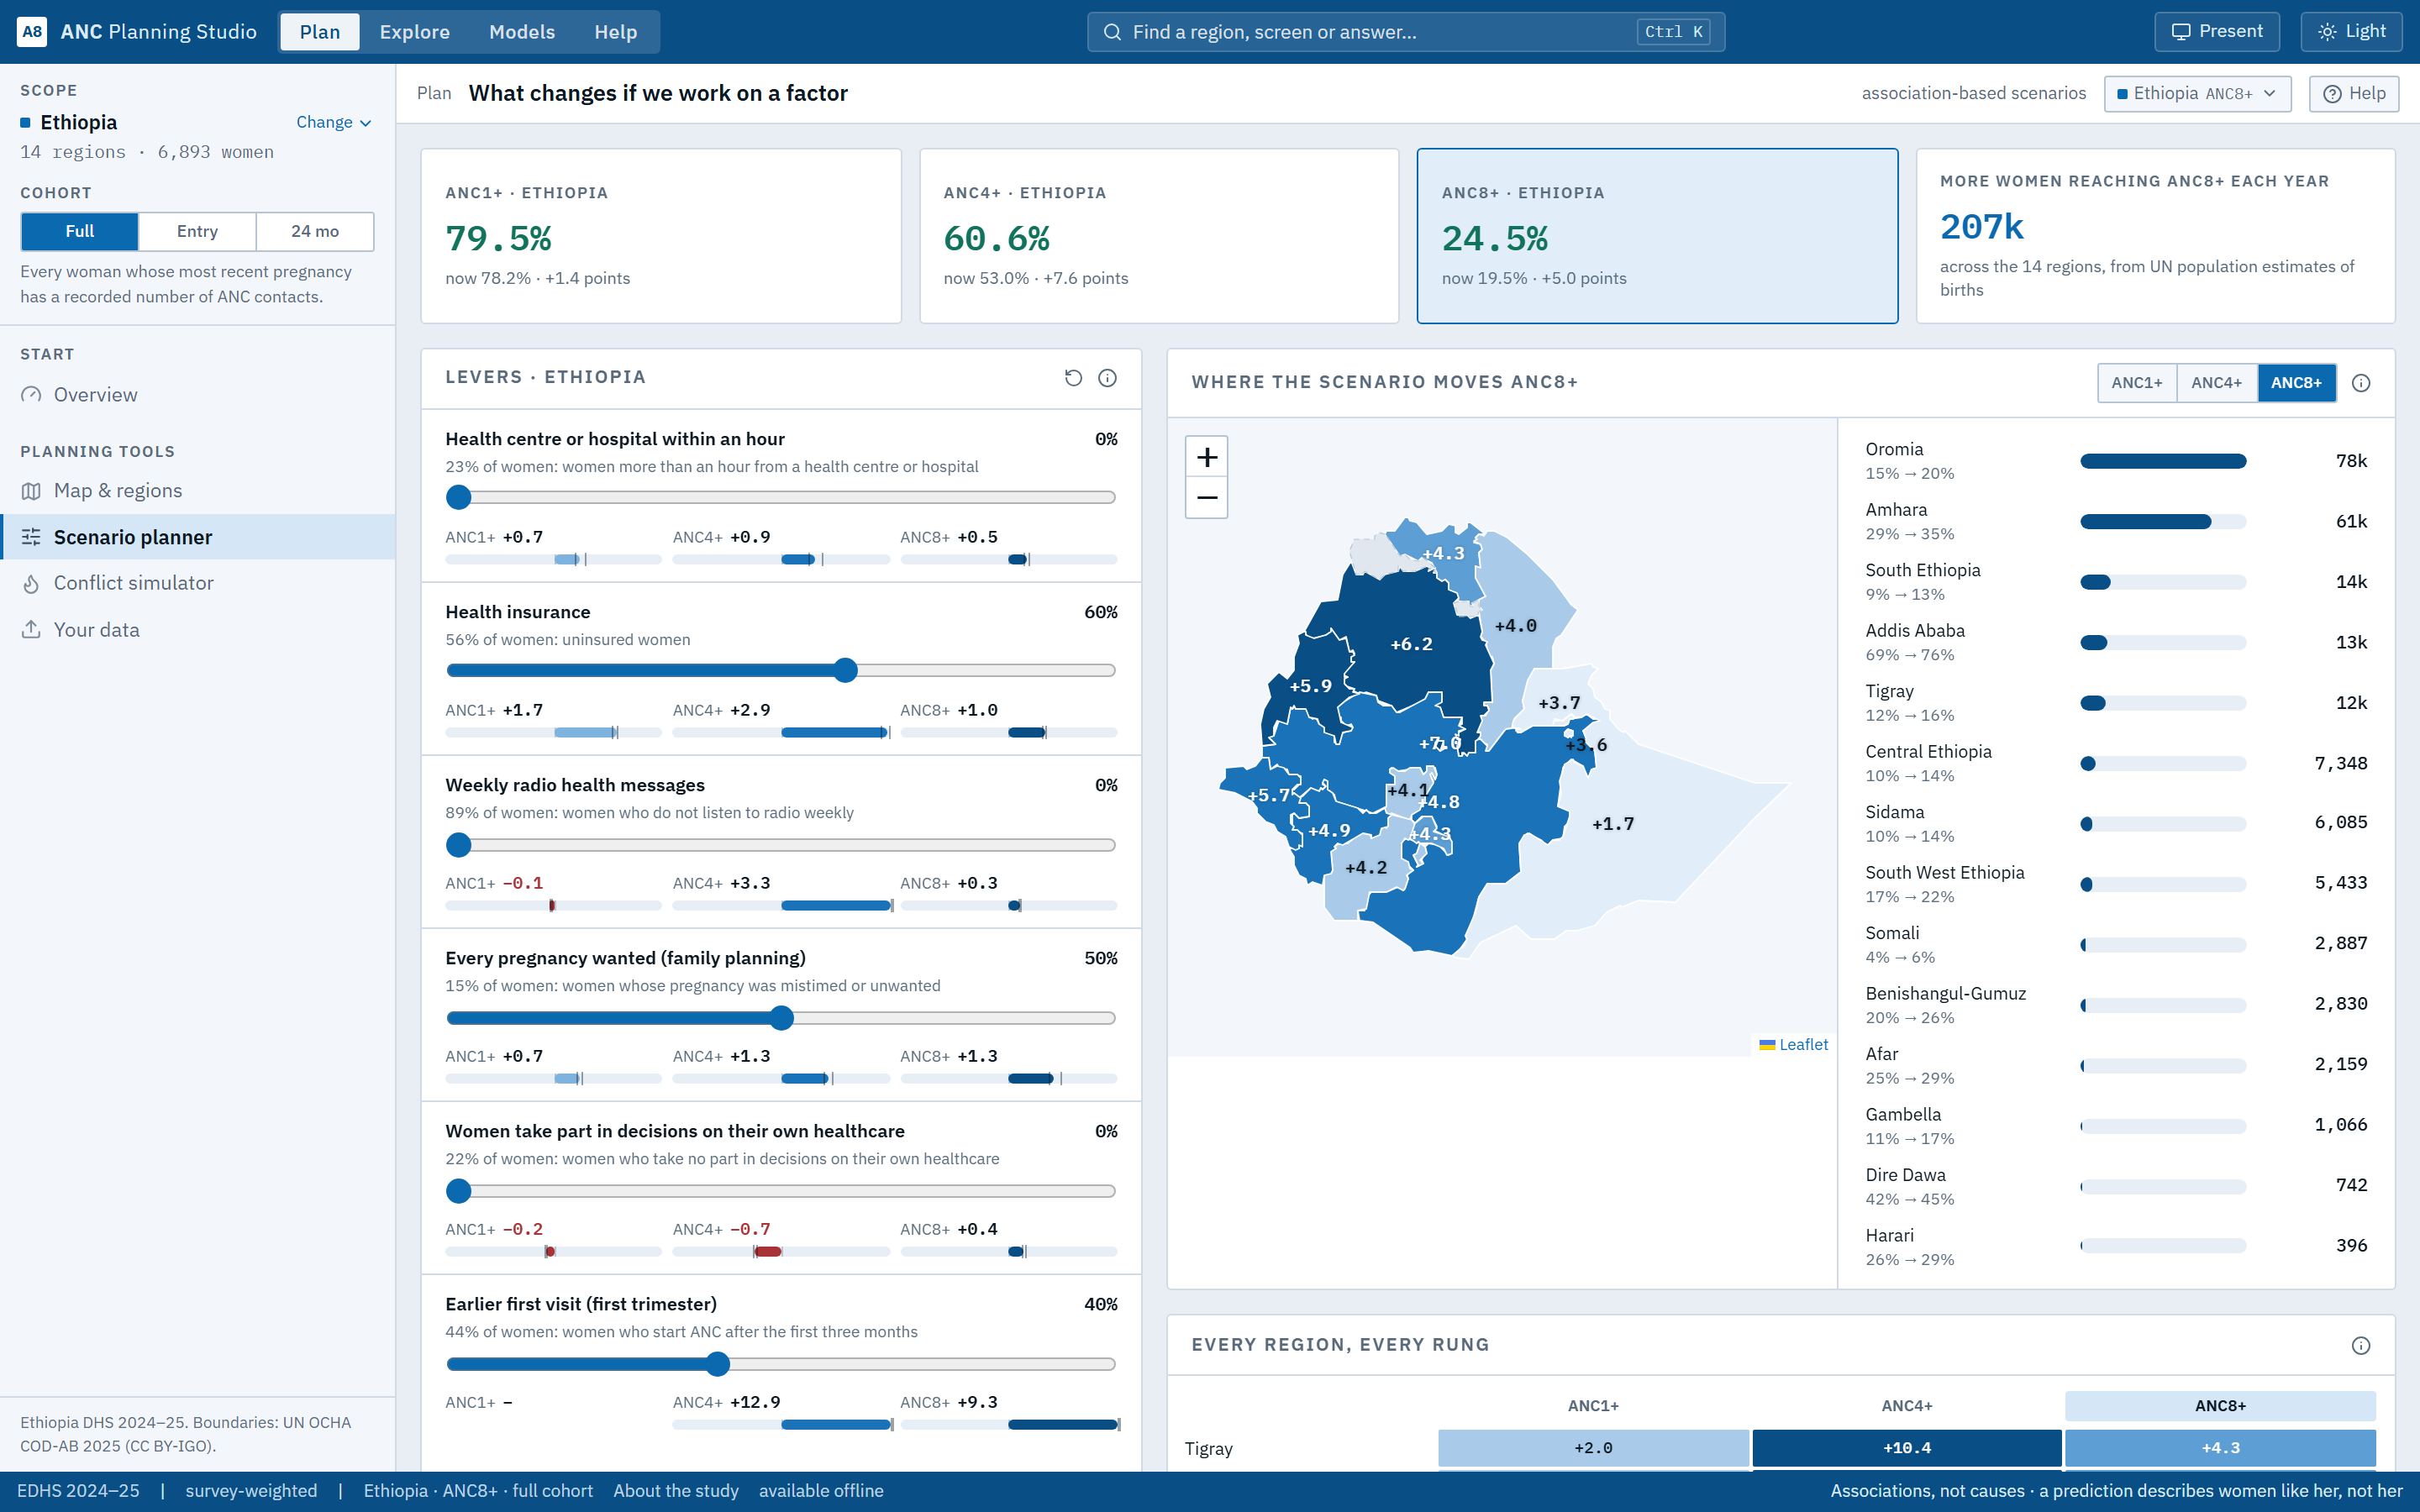 A8 ANC Planning Studio Plan Explore Models Help Find a region, screen or answer... Ctrl K Present Light
SCOPE
Ethiopia Change
14 regions · 6,893 women
COHORT
Full Entry 24 mo
Every woman whose most recent pregnancy
has a recorded number of ANC contacts.
START
Overview
PLANNING TOOLS
Map & regions
Scenario planner
Conflict simulator
Your data
Ethiopia DHS 2024–25. Boundaries: UN OCHA
COD-AB 2025 (CC BY-IGO).
Plan What changes if we work on a factor association-based scenarios Ethiopia ANC8+ Help
ANC1+ · ETHIOPIA
79.5%
now 78.2% · +1.4 points
ANC4+ · ETHIOPIA
60.6%
now 53.0% · +7.6 points
ANC8+ · ETHIOPIA
24.5%
now 19.5% · +5.0 points
MORE WOMEN REACHING ANC8+ EACH YEAR
207k
across the 14 regions, from UN population estimates of
births
LEVERS · ETHIOPIA
Health centre or hospital within an hour 0%
23% of women: women more than an hour from a health centre or hospital
ANC1+ +0.7 ANC4+ +0.9 ANC8+ +0.5
Health insurance 60%
56% of women: uninsured women
ANC1+ +1.7 ANC4+ +2.9 ANC8+ +1.0
Weekly radio health messages 0%
89% of women: women who do not listen to radio weekly
ANC1+ −0.1 ANC4+ +3.3 ANC8+ +0.3
Every pregnancy wanted (family planning) 50%
15% of women: women whose pregnancy was mistimed or unwanted
ANC1+ +0.7 ANC4+ +1.3 ANC8+ +1.3
Women take part in decisions on their own healthcare 0%
22% of women: women who take no part in decisions on their own healthcare
ANC1+ −0.2 ANC4+ −0.7 ANC8+ +0.4
Earlier first visit (first trimester) 40%
44% of women: women who start ANC after the first three months
ANC1+ – ANC4+ +12.9 ANC8+ +9.3
WHERE THE SCENARIO MOVES ANC8+ ANC1+ ANC4+ ANC8+
+
−
+4.3
+4.0
+6.2
+5.9
+3.7
+7.0
+3.6
+5.7
+4.1
+4.8
+1.7
+4.9
+4.3
+4.2
Leaflet
Oromia
15% → 20% 78k
Amhara
29% → 35% 61k
South Ethiopia
9% → 13% 14k
Addis Ababa
69% → 76% 13k
Tigray
12% → 16% 12k
Central Ethiopia
10% → 14% 7,348
Sidama
10% → 14% 6,085
South West Ethiopia
17% → 22% 5,433
Somali
4% → 6% 2,887
Benishangul-Gumuz
20% → 26% 2,830
Afar
25% → 29% 2,159
Gambella
11% → 17% 1,066
Dire Dawa
42% → 45% 742
Harari
26% → 29% 396
EVERY REGION, EVERY RUNG
ANC1+ ANC4+ ANC8+
Tigray +2.0 +10.4 +4.3
EDHS 2024–25 | survey-weighted | Ethiopia · ANC8+ · full cohort About the study available offline Associations, not causes · a prediction describes women like her, not her